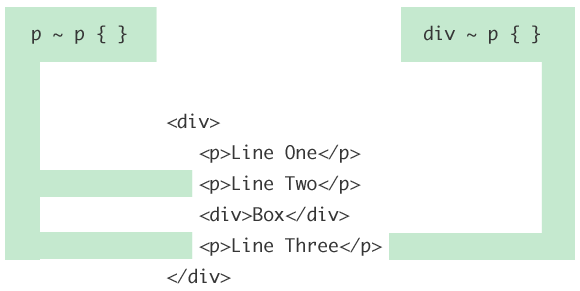 p ~ p { }
div ~ p { }
<div>
<p>Line One</p>
<p>Line Two</p>
<div>Box</div>
<p>Line Three</p>
</div>